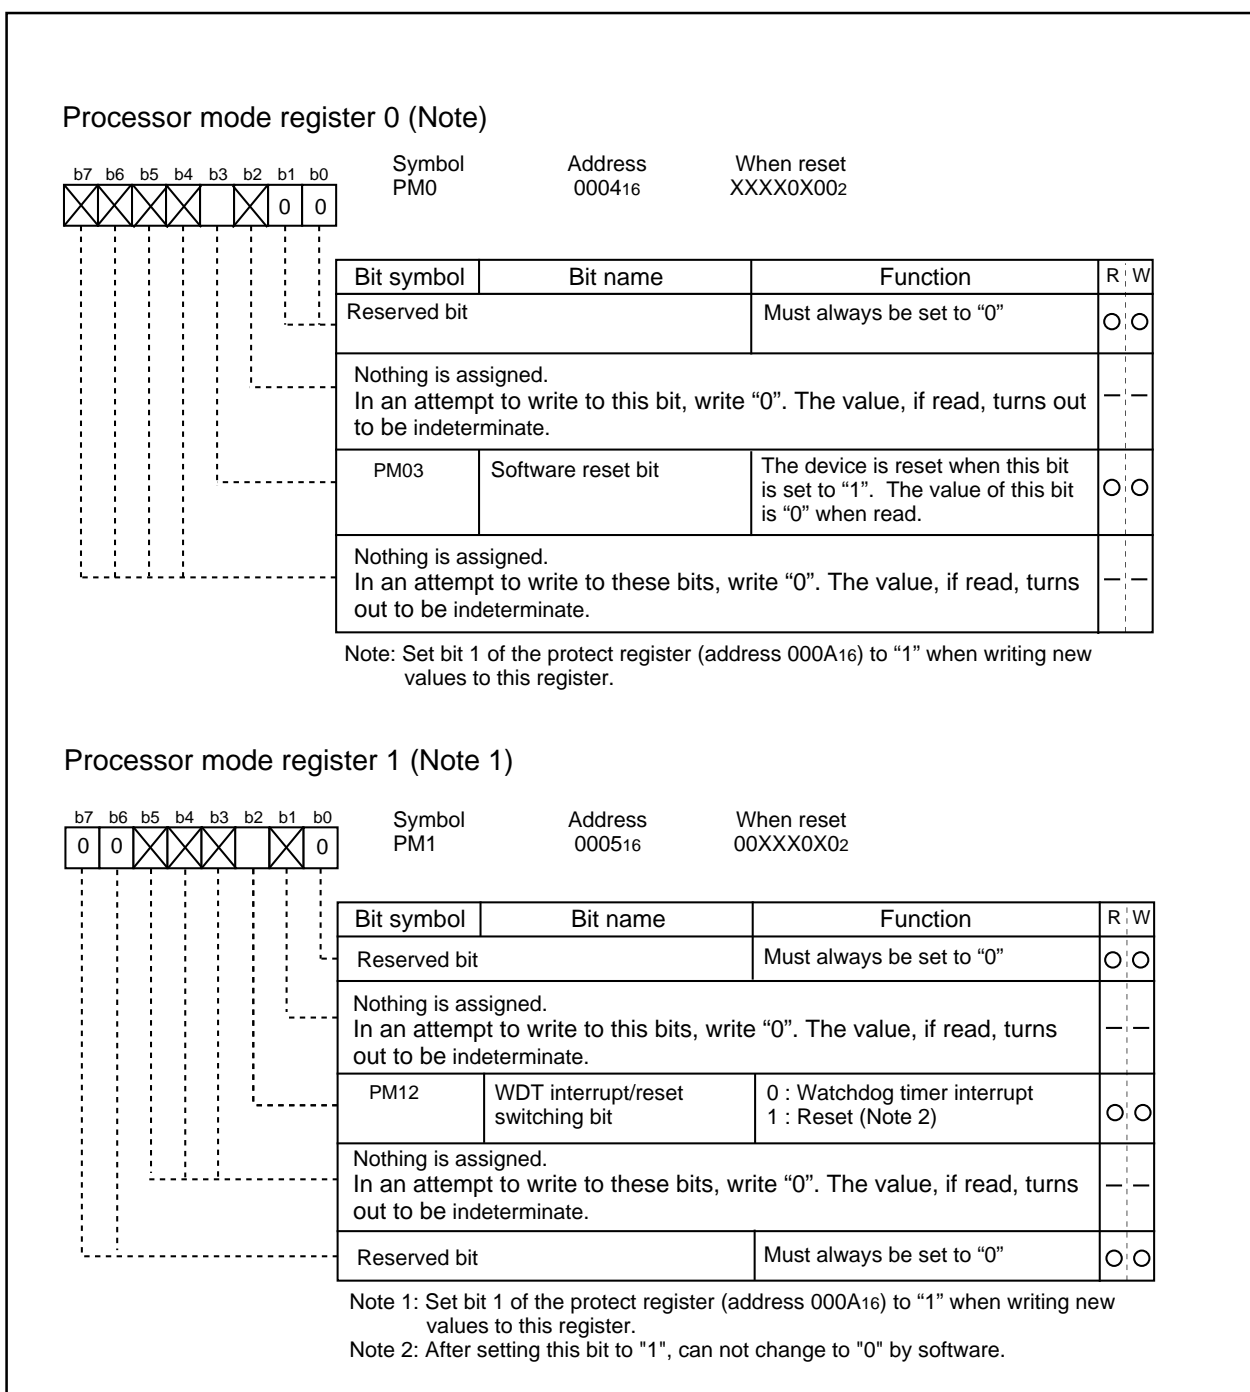 Processor mode register 0 (Note)
Symbol Address When reset
b7 b6 b5 b4 b3 b2 b1 b0
PM0 000416 XXXX0X002
0 0
Bit symbol Bit name Function R W
Reserved bit Must always be set to “0”
Nothing is assigned.
In an attempt to write to this bit, write “0”. The value, if read, turns out
to be indeterminate.
PM03 Software reset bit The device is reset when this bit
is set to “1”. The value of this bit
is “0” when read.
Nothing is assigned.
In an attempt to write to these bits, write “0”. The value, if read, turns
out to be indeterminate.
Note: Set bit 1 of the protect register (address 000A16) to “1” when writing new
values to this register.
Processor mode register 1 (Note 1)
Symbol Address When reset
b7 b6 b5 b4 b3 b2 b1 b0
PM1 000516 00XXX0X02
0 0 0
Bit symbol Bit name Function R W
Reserved bit Must always be set to “0”
Nothing is assigned.
In an attempt to write to this bits, write “0”. The value, if read, turns
out to be indeterminate.
PM12 WDT interrupt/reset 0 : Watchdog timer interrupt
switching bit 1 : Reset (Note 2)
Nothing is assigned.
In an attempt to write to these bits, write “0”. The value, if read, turns
out to be indeterminate.
Reserved bit Must always be set to “0”
Note 1: Set bit 1 of the protect register (address 000A16) to “1” when writing new
values to this register.
Note 2: After setting this bit to "1", can not change to "0" by software.